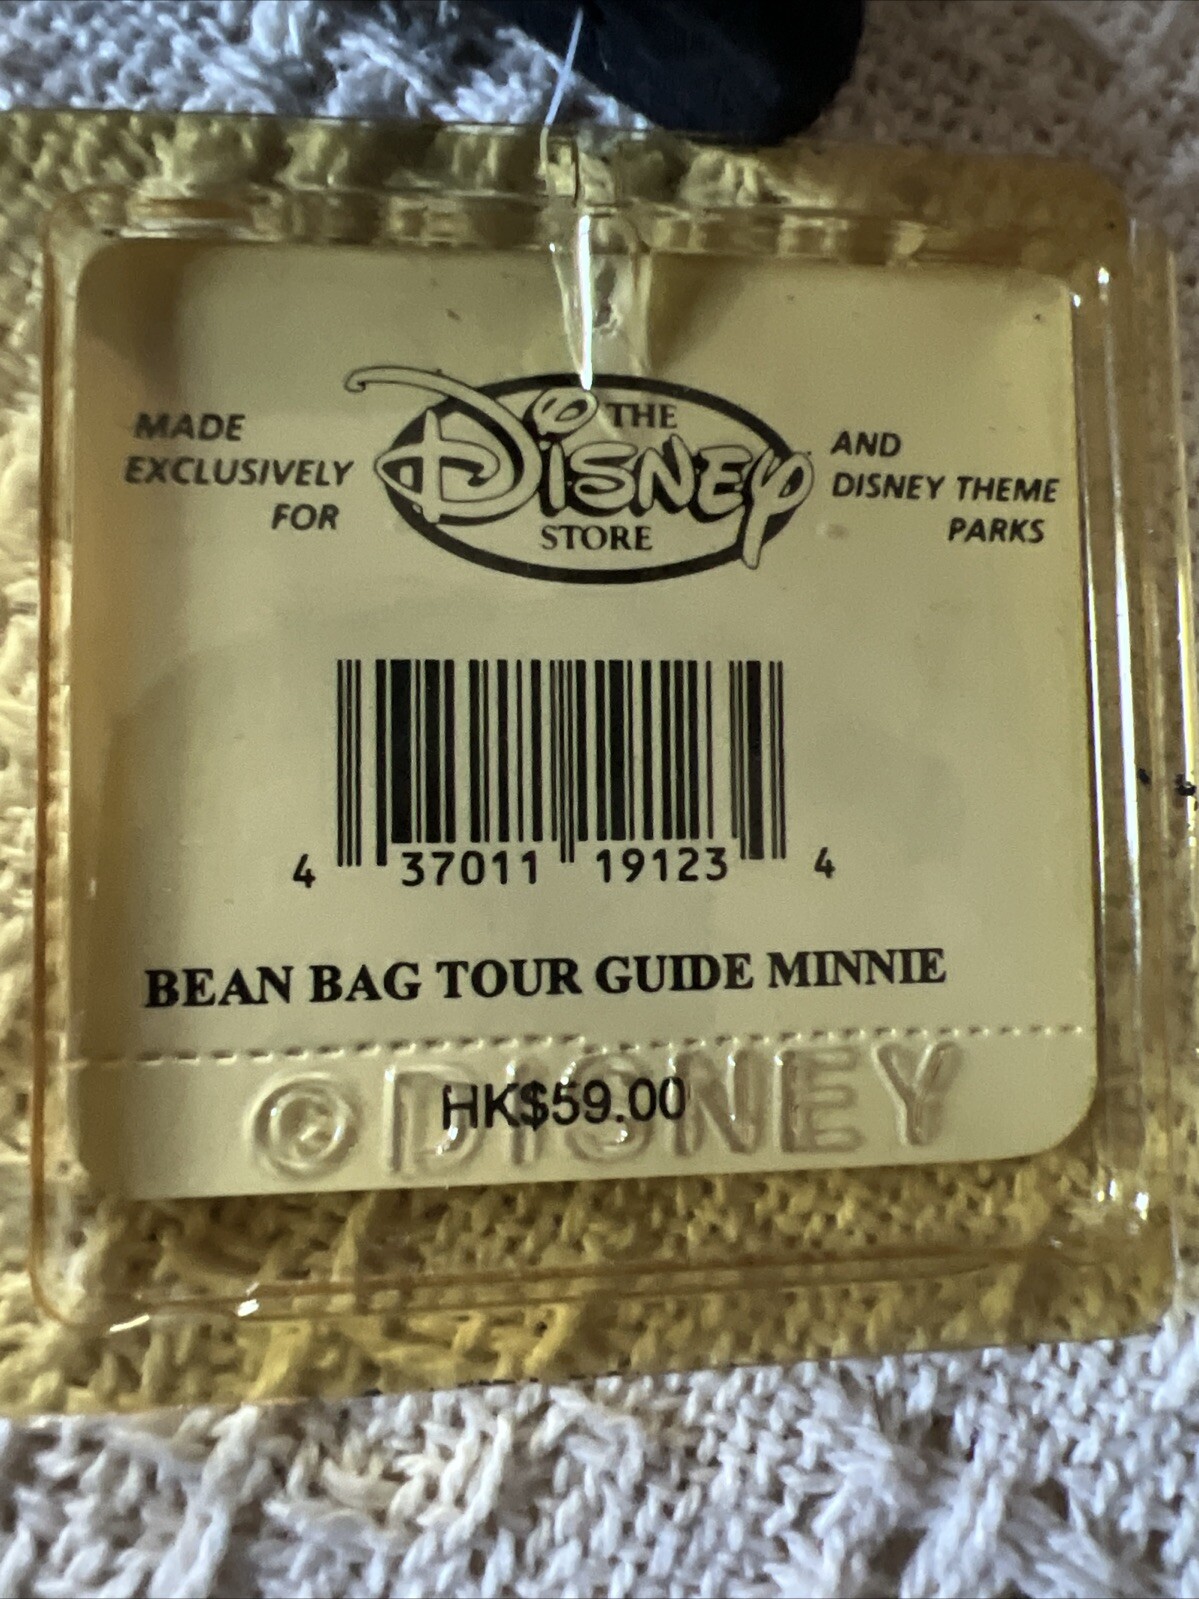 MADE
EXCLUSIVELY
FOR
THE
DISNEY
STORE
AND
DISNEY THEME
PARKS
4 37011 19123 4
BEAN BAG TOUR GUIDE MINNIE
©DISNEY
HK$59.00